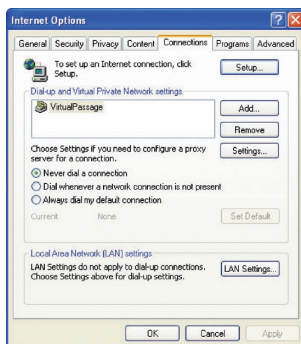 Internet Options
General Security Privacy Content Connections Programs Advanced
To set up an Internet connection, click
Setup.
Setup...
Dial-up and Virtual Private Network settings
VirtualPassage
Add...
Remove
Choose Settings if you need to configure a proxy
server for a connection.
Settings...
Never dial a connection
Dial whenever a network connection is not present
Always dial my default connection
Current None
Set Default
Local Area Network (LAN) settings
LAN Settings do not apply to dial-up connections.
Choose Settings above for dial-up settings.
LAN Settings...
OK Cancel Apply